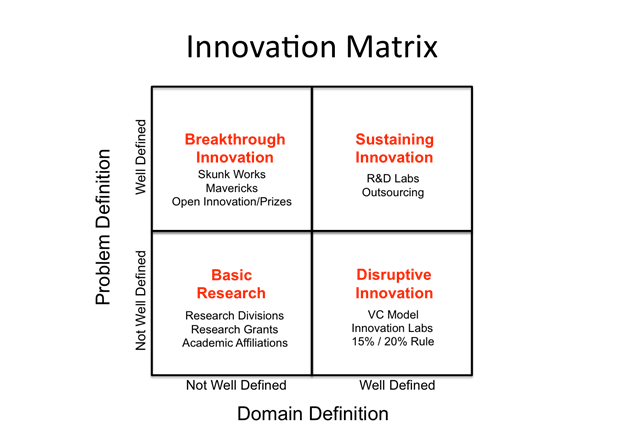 Innovation Matrix
Problem Definition
Well Defined
Not Well Defined
Breakthrough
Innovation
Skunk Works
Mavericks
Open Innovation/Prizes
Sustaining
Innovation
R&D Labs
Outsourcing
Basic
Research
Research Divisions
Research Grants
Academic Affiliations
Disruptive
Innovation
VC Model
Innovation Labs
15% / 20% Rule
Not Well Defined
Well Defined
Domain Definition